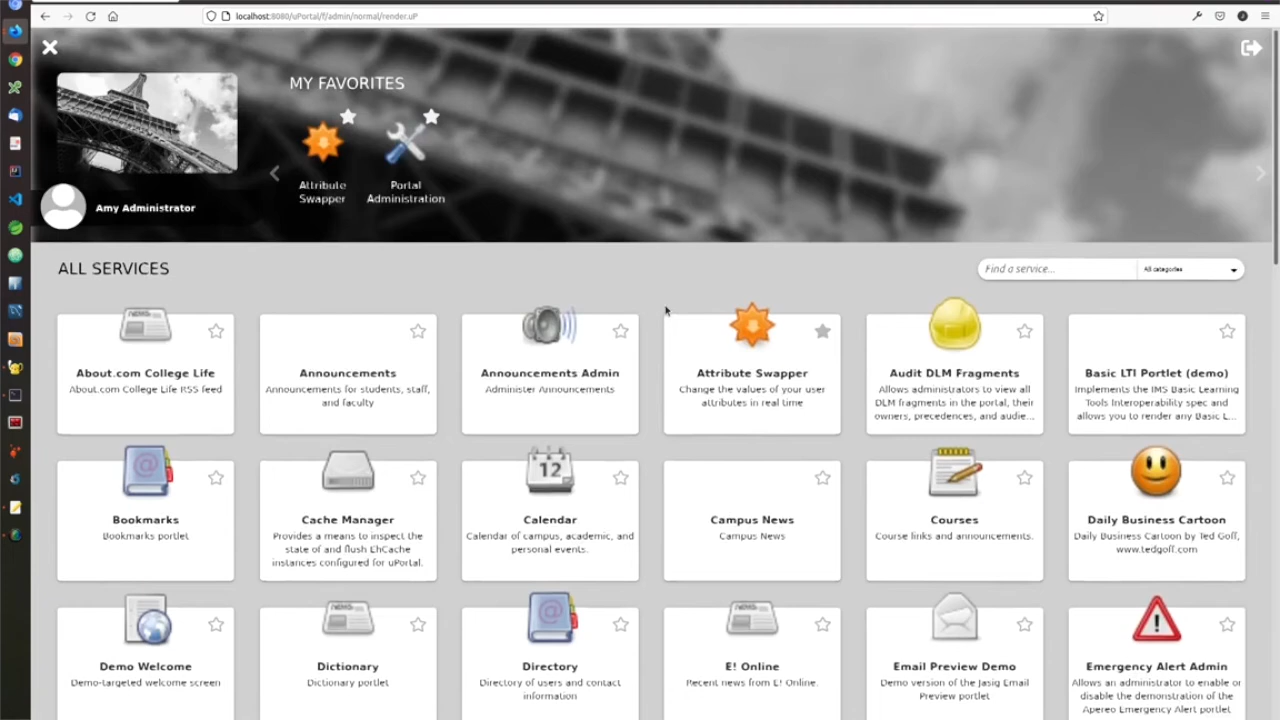 localhost:8080/uPortal/f/admin/normal/render.uP
MY FAVORITES
Attribute
Swapper
Portal
Administration
Amy Administrator
ALL SERVICES
Find a service...
All categories
About.com College Life
About.com College Life RSS feed
Announcements
Announcements for students, staff,
and faculty
Announcements Admin
Administer Announcements
Attribute Swapper
Change the values of your user
attributes in real time
Audit DLM Fragments
Allows administrators to view all
DLM fragments in the portal, their
owners, precedences, and audie...
Basic LTI Portlet (demo)
Implements the IMS Basic Learning
Tools Interoperability spec and
allows you to render any Basic L...
Bookmarks
Bookmarks portlet
Cache Manager
Provides a means to inspect the
state of and flush EhCache
instances configured for uPortal.
12
Calendar
Calendar of campus, academic, and
personal events.
Campus News
Campus News
Courses
Course links and announcements.
Daily Business Cartoon
Daily Business Cartoon by Ted Goff,
www.tedgoff.com
Demo Welcome
Demo-targeted welcome screen
NEWS
Dictionary
Dictionary portlet
Directory
Directory of users and contact
information
NEWS
E! Online
Recent news from E! Online.
Email Preview Demo
Demo version of the Jasig Email
Preview portlet
Emergency Alert Admin
Allows an administrator to enable or
disable the demonstration of the
Apereo Emergency Alert portlet